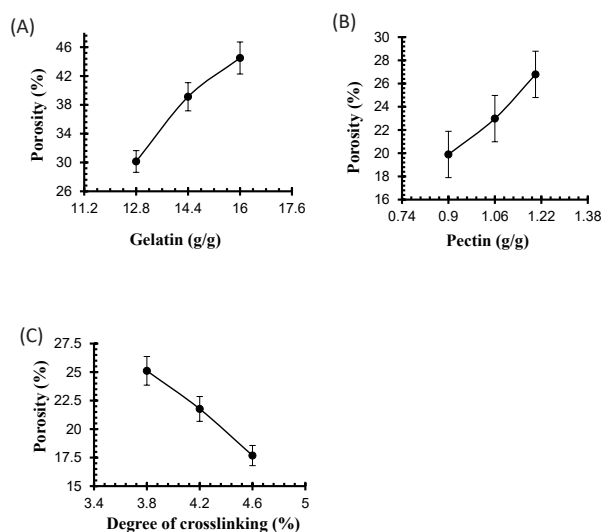 (A)
46
42
38
34
30
26
Porosity (%)
11.2 12.8 14.4 16 17.6
Gelatin (g/g)
(B)
30
28
26
24
22
20
18
16
Porosity (%)
0.74 0.9 1.06 1.22 1.38
Pectin (g/g)
(C)
27.5
25
22.5
20
17.5
15
Porosity (%)
3.4 3.8 4.2 4.6 5
Degree of crosslinking (%)